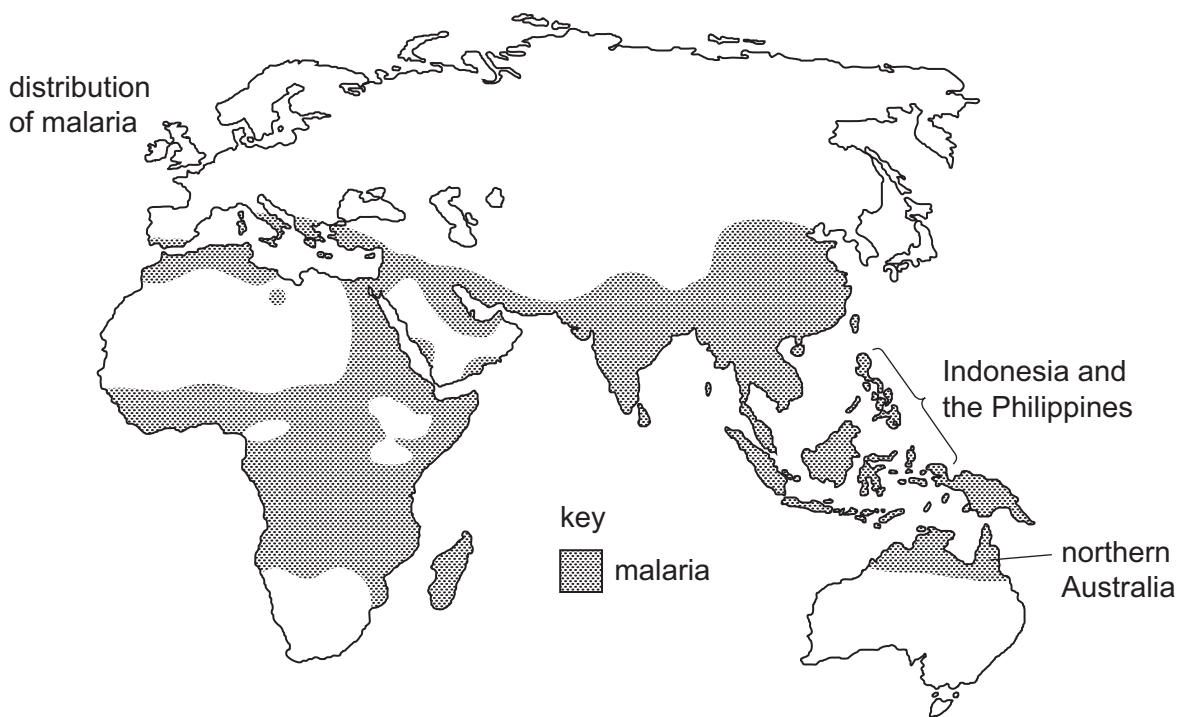 distribution
of malaria
Indonesia and
the Philippines
key
malaria
northern
Australia